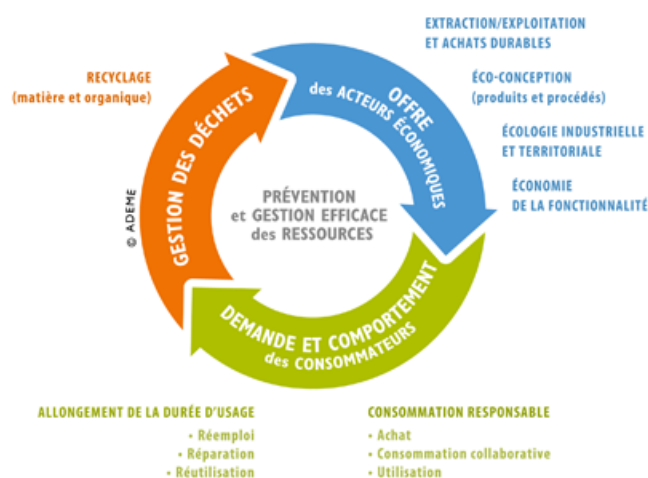 EXTRACTION/EXPLOITATION
ET ACHATS DURABLES
RECYCLAGE
(matière et organique)
ÉCO-CONCEPTION
(produits et procédés)
ÉCOLOGIE INDUSTRIELLE
ET TERRITORIALE
ÉCONOMIE
DE LA FONCTIONNALITÉ
OFFRE
des ACTEURS ÉCONOMIQUES
GESTION DES DÉCHETS
PRÉVENTION
et GESTION EFFICACE
des RESSOURCES
© ADEME
DEMANDE ET COMPORTEMENT
des CONSOMMATEURS
ALLONGEMENT DE LA DURÉE D'USAGE
• Réemploi
• Réparation
• Réutilisation
CONSOMMATION RESPONSABLE
• Achat
• Consommation collaborative
• Utilisation